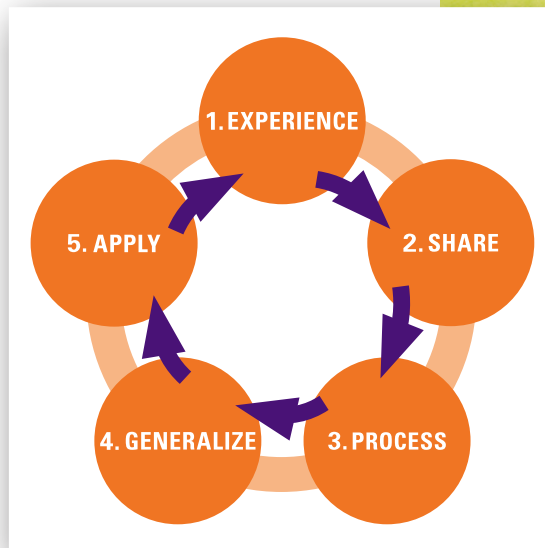 1. EXPERIENCE
2. SHARE
3. PROCESS
4. GENERALIZE
5. APPLY